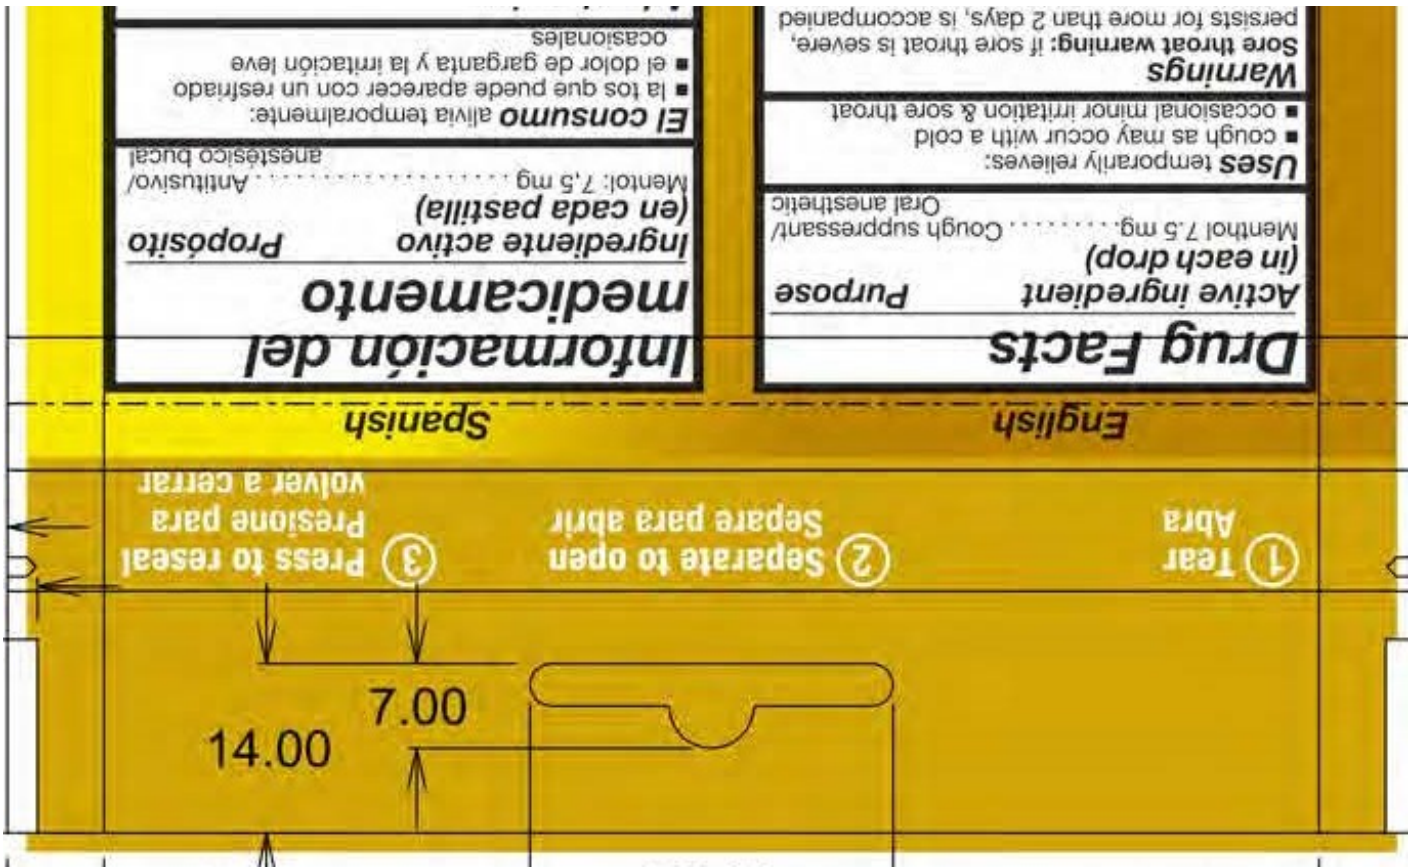 1 Tear
Abra
2 Separate to open
Separe para abrir
3 Press to reseal
Presione para
volver a cerrar
English
Drug Facts
Active ingredient Purpose
(in each drop)
Menthol 7.5 mg......... Cough suppressant/
Oral anesthetic
Uses temporarily relieves:
■ cough as may occur with a cold
■ occasional minor irritation & sore throat
Warnings
Sore throat warning: if sore throat is severe,
persists for more than 2 days, is accompanied
Spanish
Información del
medicamento
Ingrediente activo Propósito
(en cada pastilla)
Mentol: 7,5 mg ..................... Antitusivo/
anestésico bucal
El consumo alivia temporalmente:
■ la tos que puede aparecer con un resfriado
■ el dolor de garganta y la irritación leve
ocasionales
7.00
14.00